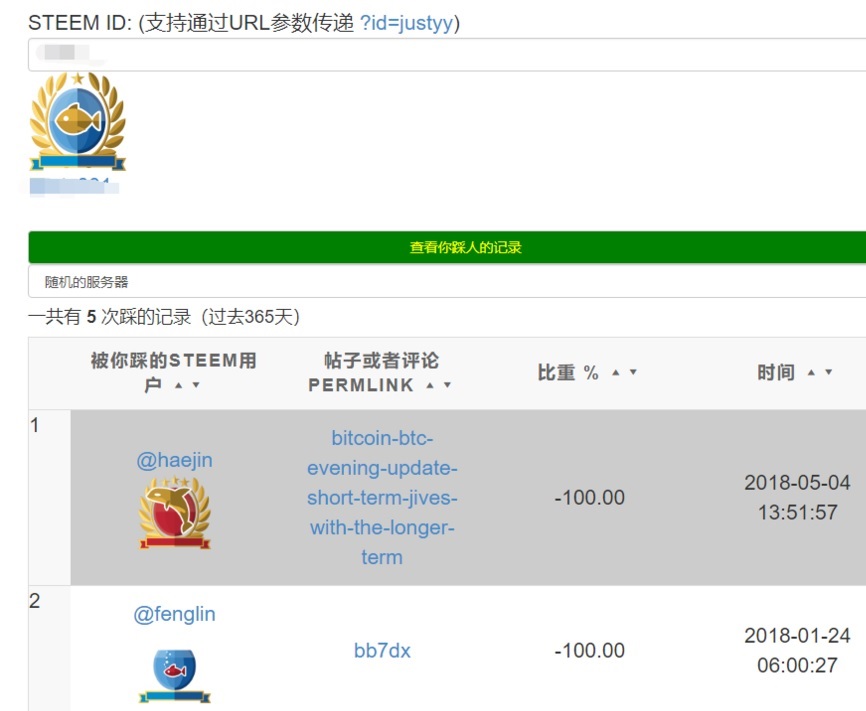 STEEM ID: (支持通过URL参数传递 ?id=justyy)
查看你踩人的记录
随机的服务器
一共有 5 次踩的记录（过去365天）
被你踩的STEEM用
户 ▲ ▼
帖子或者评论
PERMLINK ▲ ▼
比重 % ▲ ▼
时间 ▲ ▼
1
@haejin
bitcoin-btc-
evening-update-
short-term-jives-
with-the-longer-
term
-100.00
2018-05-04
13:51:57
2
@fenglin
bb7dx
-100.00
2018-01-24
06:00:27